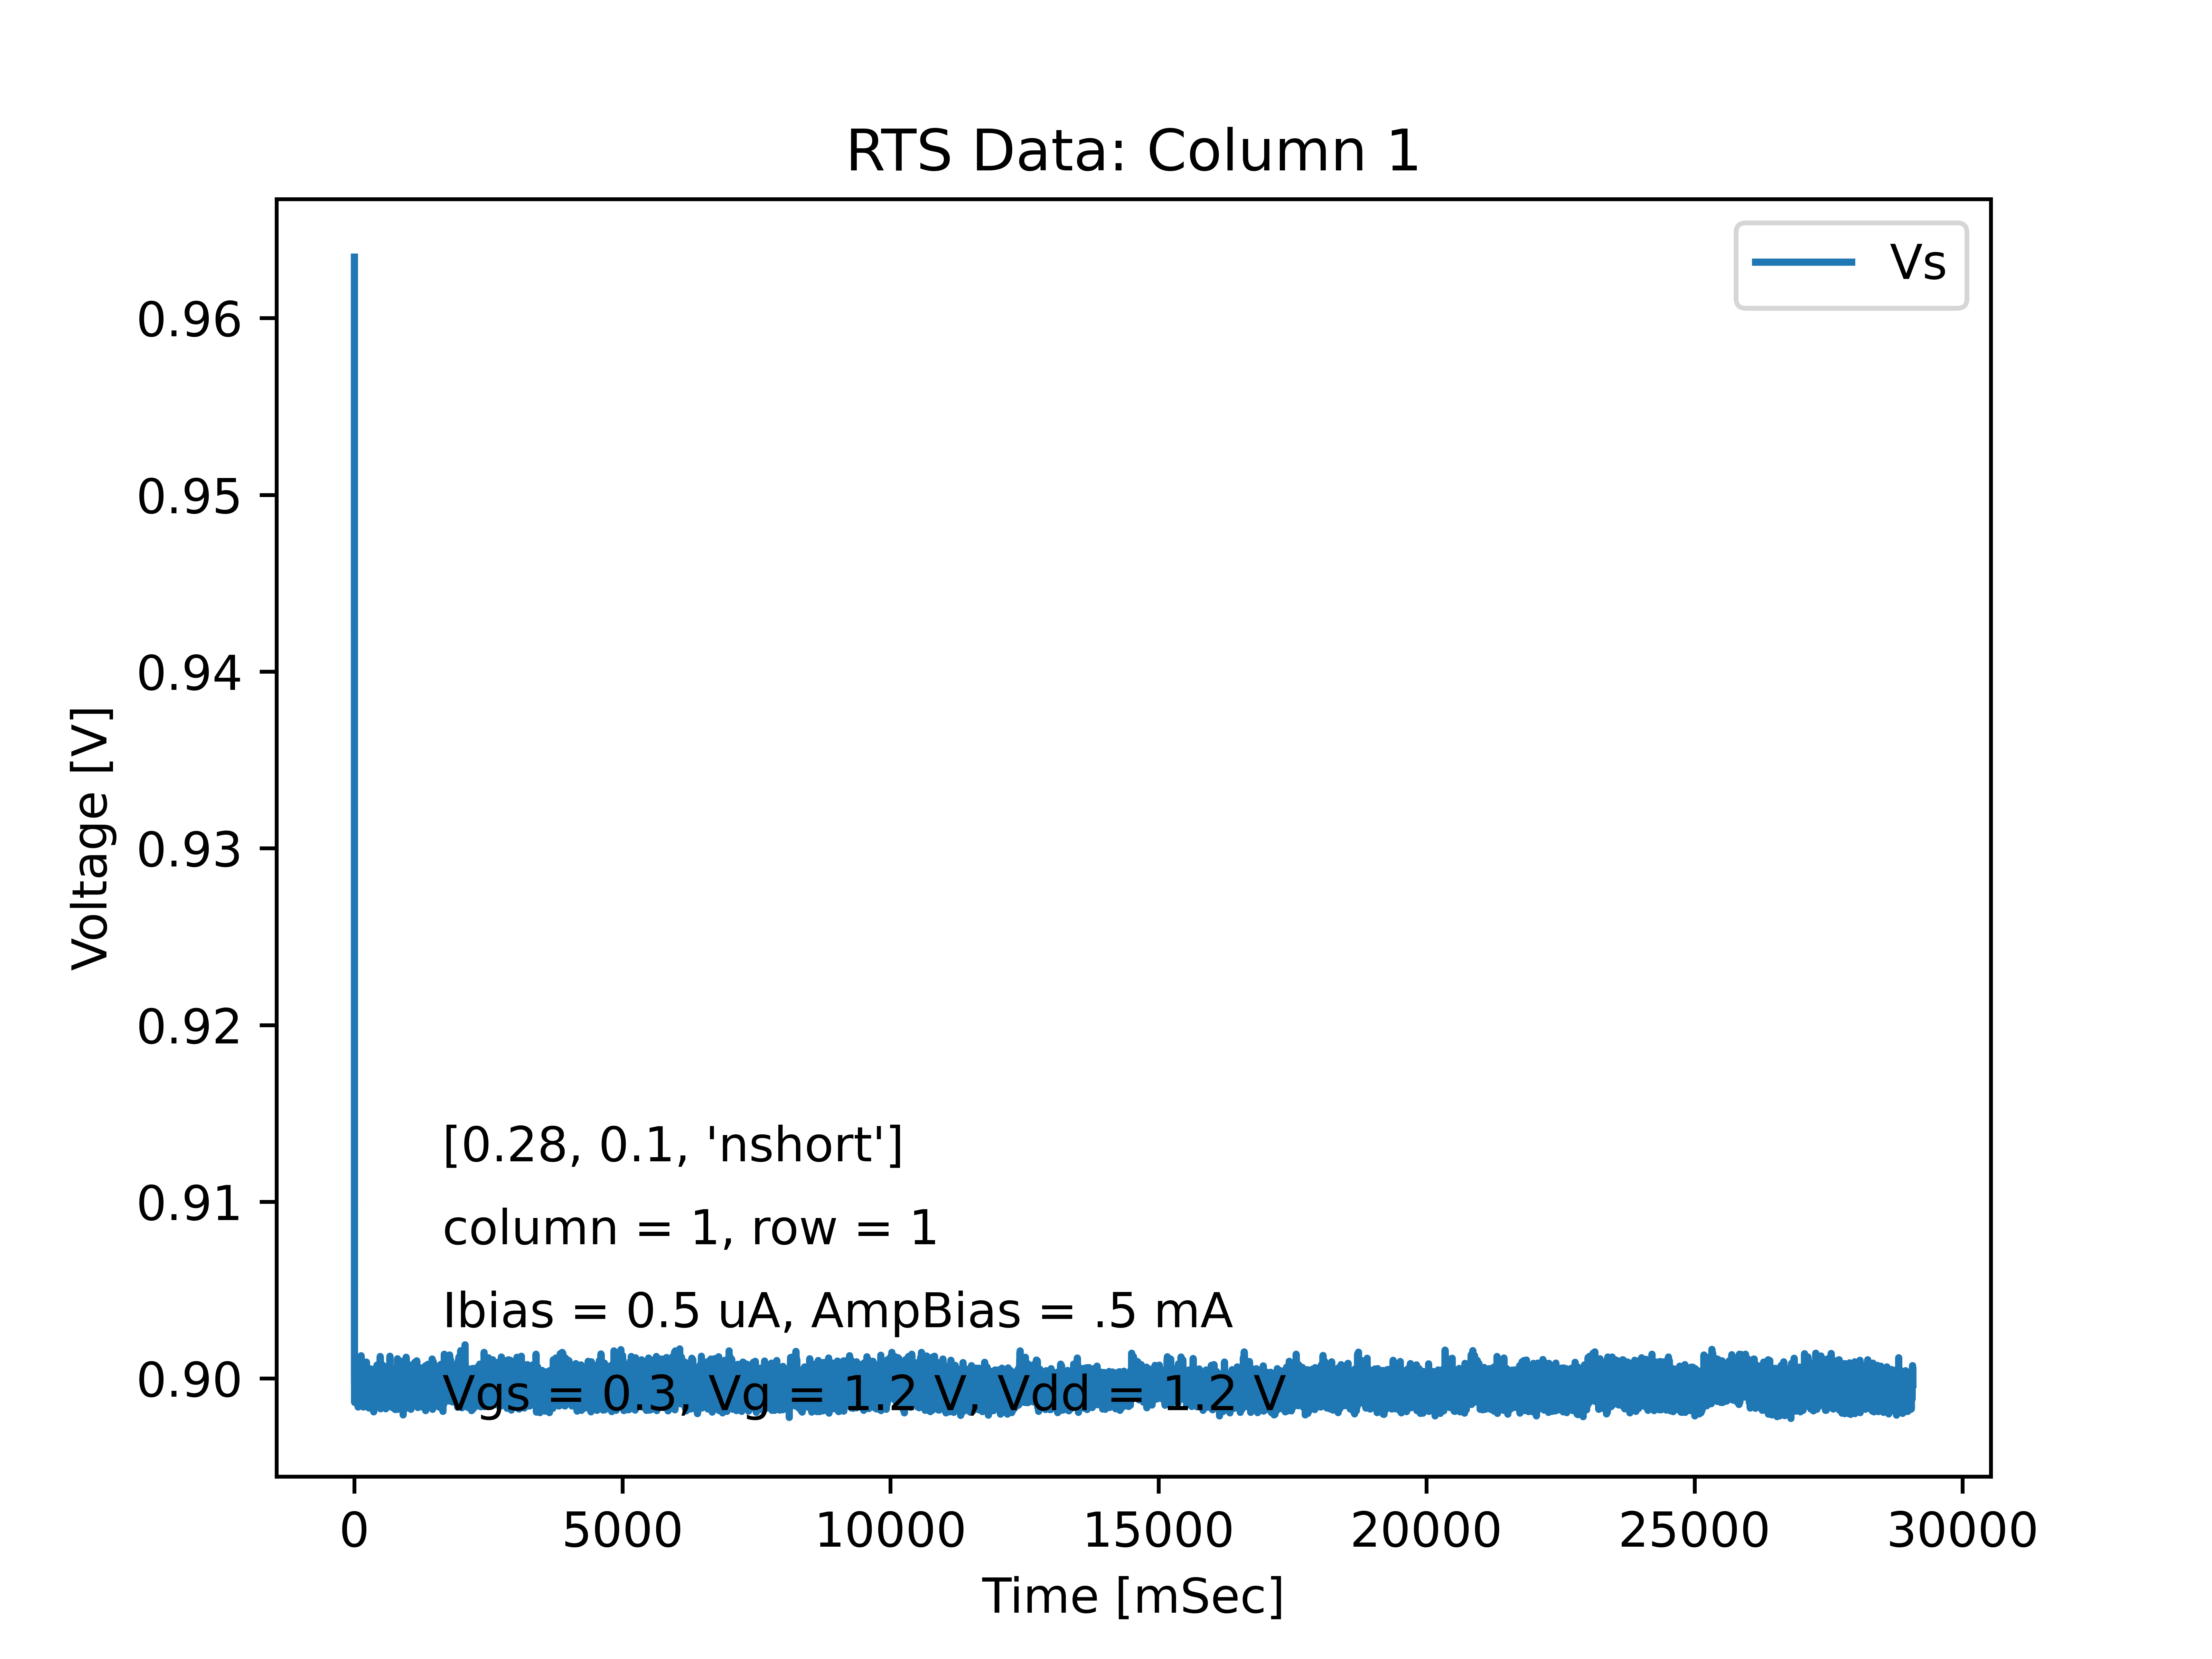 RTS Data: Column 1
Vs
Voltage [V]
0.96
0.95
0.94
0.93
0.92
0.91
0.90
[0.28, 0.1, 'nshort']
column = 1, row = 1
Ibias = 0.5 uA, AmpBias = .5 mA
Vgs = 0.3, Vg = 1.2 V, Vdd = 1.2 V
0 5000 10000 15000 20000 25000 30000
Time [mSec]